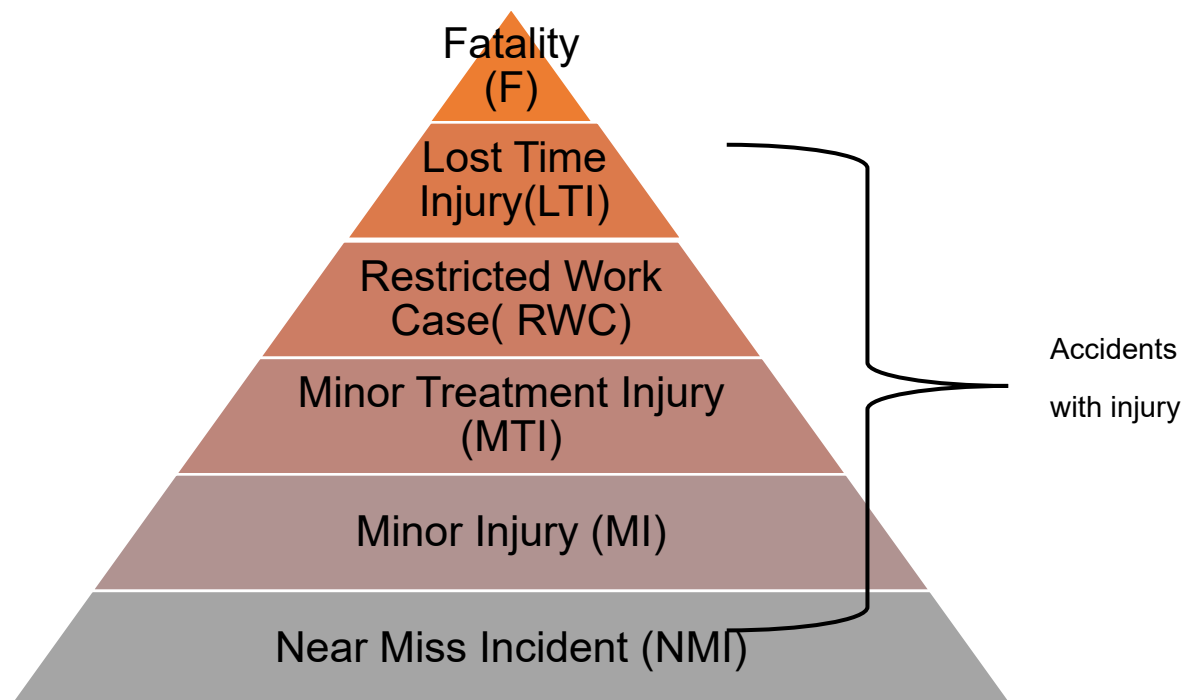 Fatality
(F)
Lost Time
Injury(LTI)
Restricted Work
Case( RWC)
Minor Treatment Injury
(MTI)
Minor Injury (MI)
Near Miss Incident (NMI)
Accidents
with injury